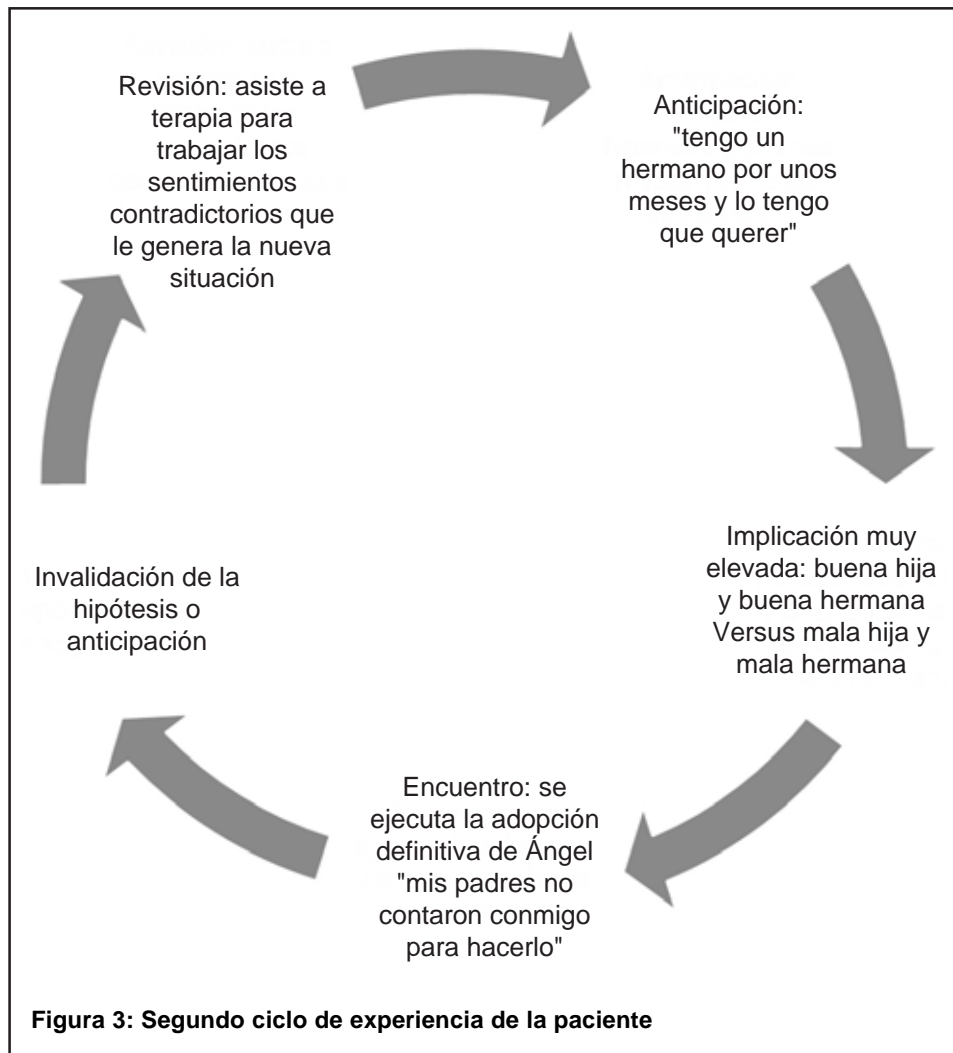 Revisión: asiste a
terapia para
trabajar los
sentimientos
contradictorios que
le genera la nueva
situación
Anticipación:
"tengo un
hermano por unos
meses y lo tengo
que querer"
Implicación muy
elevada: buena hija
y buena hermana
Versus mala hija y
mala hermana
Encuentro: se
ejecuta la adopción
definitiva de Ángel
"mis padres no
contaron conmigo
para hacerlo"
Invalidación de la
hipótesis o
anticipación
Figura 3: Segundo ciclo de experiencia de la paciente